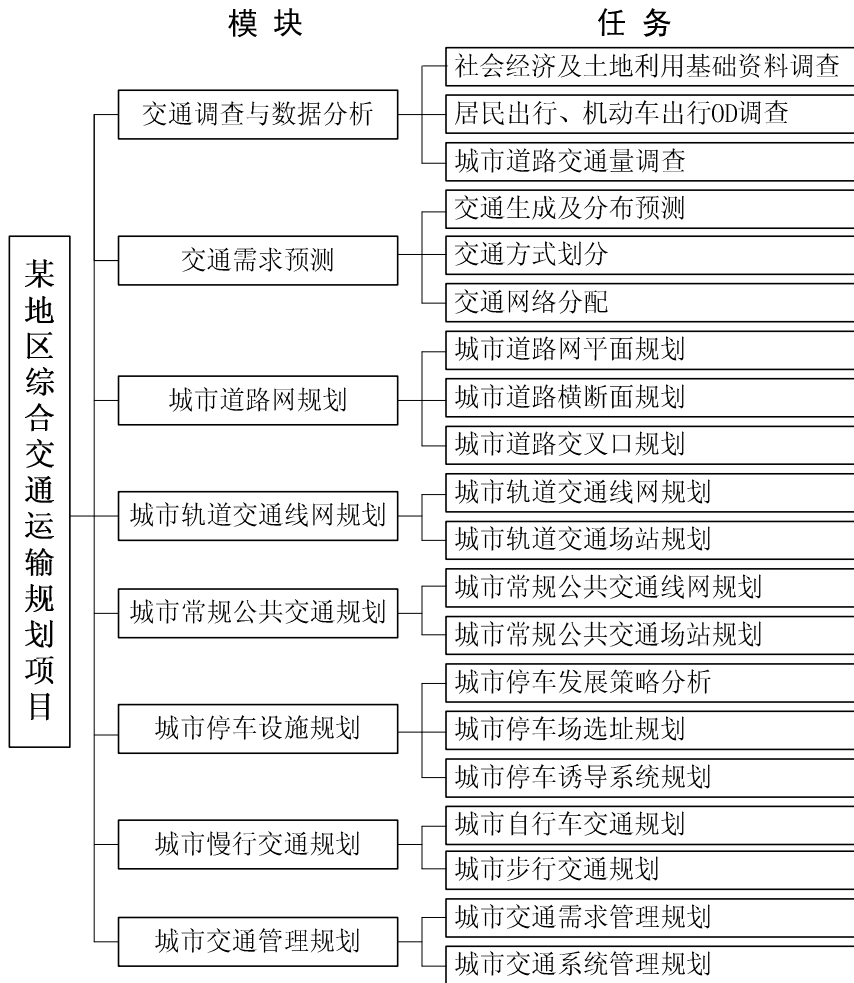 模块
任务
某地区综合交通运输规划项目
交通调查与数据分析
社会经济及土地利用基础资料调查
居民出行、机动车出行OD调查
城市道路交通量调查
交通需求预测
交通生成及分布预测
交通方式划分
交通网络分配
城市道路网规划
城市道路网平面规划
城市道路横断面规划
城市道路交叉口规划
城市轨道交通线网规划
城市轨道交通线网规划
城市轨道交通场站规划
城市常规公共交通规划
城市常规公共交通线网规划
城市常规公共交通场站规划
城市停车设施规划
城市停车发展策略分析
城市停车场选址规划
城市停车诱导系统规划
城市慢行交通规划
城市自行车交通规划
城市步行交通规划
城市交通管理规划
城市交通需求管理规划
城市交通系统管理规划